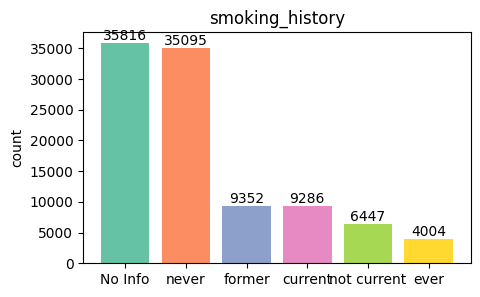 smoking_history
count
35000
30000
25000
20000
15000
10000
5000
0
35816
35095
9352
9286
6447
4004
No Info
never
former
current
not current
ever